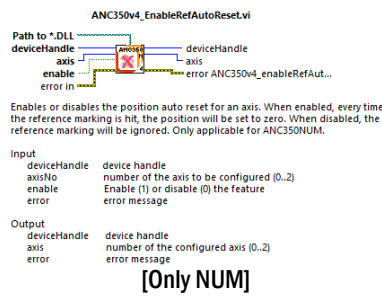 ANC350v4_EnableRefAutoReset.vi
Path to *.DLL
deviceHandle
axis
enable
error in
ANC350
deviceHandle
axis
error ANC350v4_enableRefAut...
Enables or disables the position auto reset for an axis. When enabled, every time
the reference marking is hit, the position will be set to zero. When disabled, the
reference marking will be ignored. Only applicable for ANC350NUM.
Input
deviceHandle device handle
axisNo number of the axis to be configured (0..2)
enable Enable (1) or disable (0) the feature
error error message
Output
deviceHandle device handle
axis number of the configured axis (0..2)
error error message
[Only NUM]